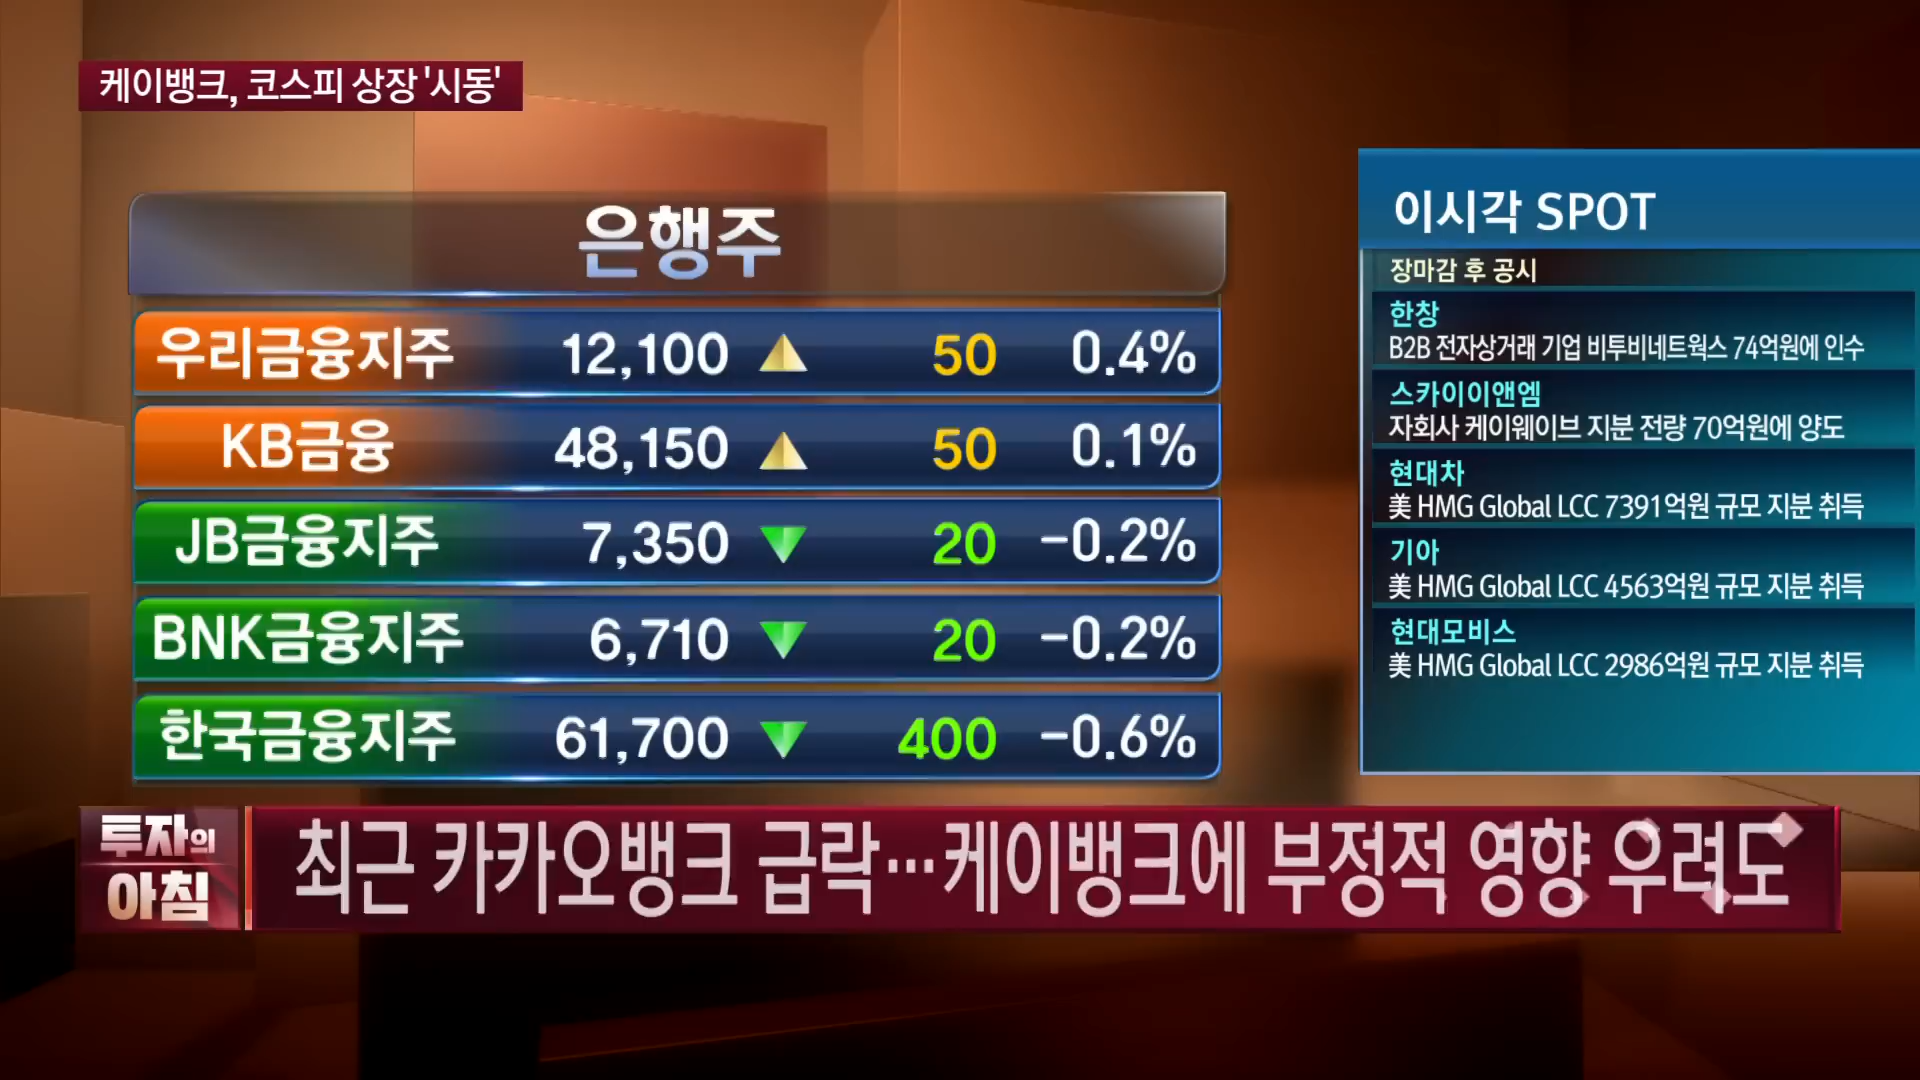 케이뱅크, 코스피 상장 '시동'
은행주
우리금융지주 12,100 ▲ 50 0.4%
KB금융 48,150 ▲ 50 0.1%
JB금융지주 7,350 ▼ 20 -0.2%
BNK금융지주 6,710 ▼ 20 -0.2%
한국금융지주 61,700 ▼ 400 -0.6%
이시각 SPOT
장마감 후 공시
한창
B2B 전자상거래 기업 비투비네트웍스 74억원에 인수
스카이이앤엠
자회사 케이웨이브 지분 전량 70억원에 양도
현대차
美 HMG Global LCC 7391억원 규모 지분 취득
기아
美 HMG Global LCC 4563억원 규모 지분 취득
현대모비스
美 HMG Global LCC 2986억원 규모 지분 취득
투자의
아침
최근 카카오뱅크 급락…케이뱅크에 부정적 영향 우려도